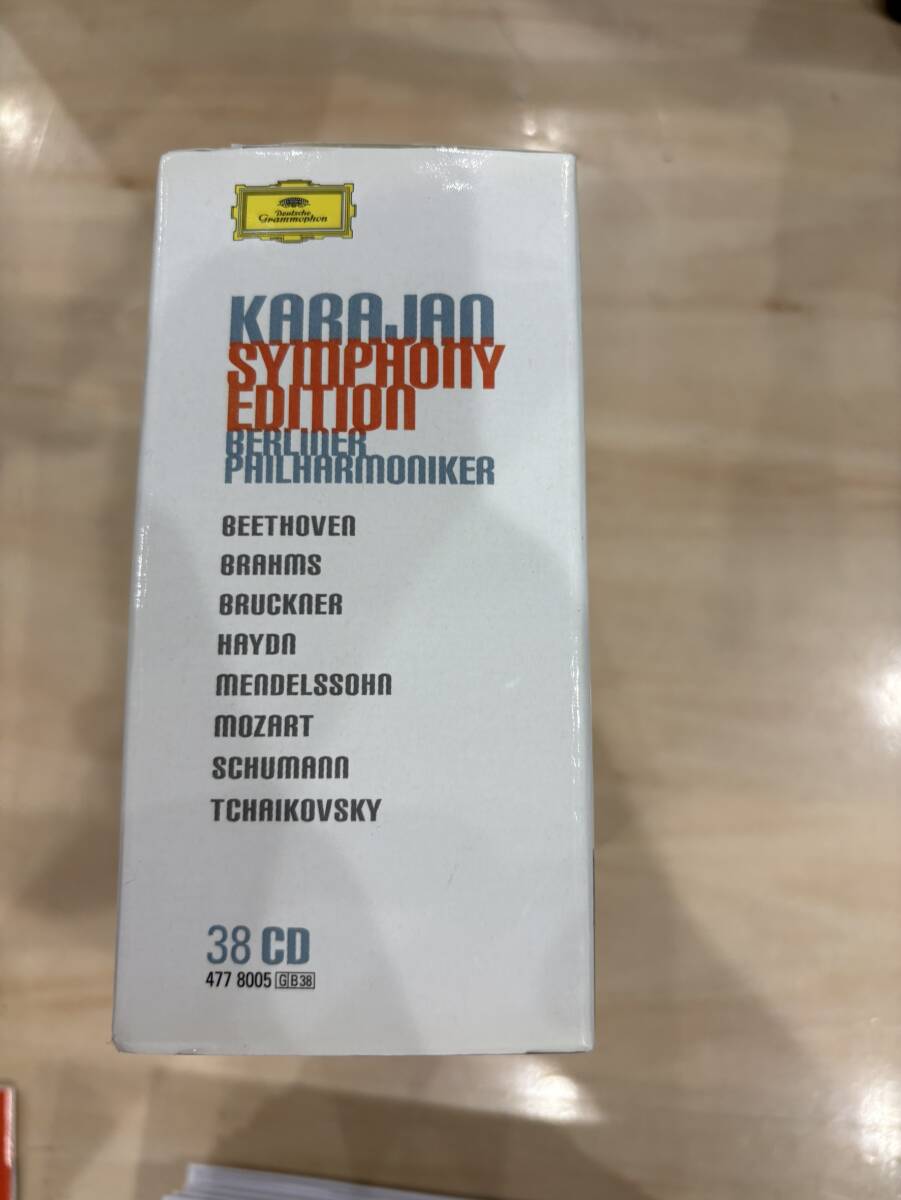 Deutsche
Grammophon
KARAJAN
SYMPHONY
EDITION
BERLINER
PHILHARMONIKER
BEETHOVEN
BRAHMS
BRUCKNER
HAYDN
MENDELSSOHN
MOZART
SCHUMANN
TCHAIKOVSKY
38 CD
477 8005 G B 38